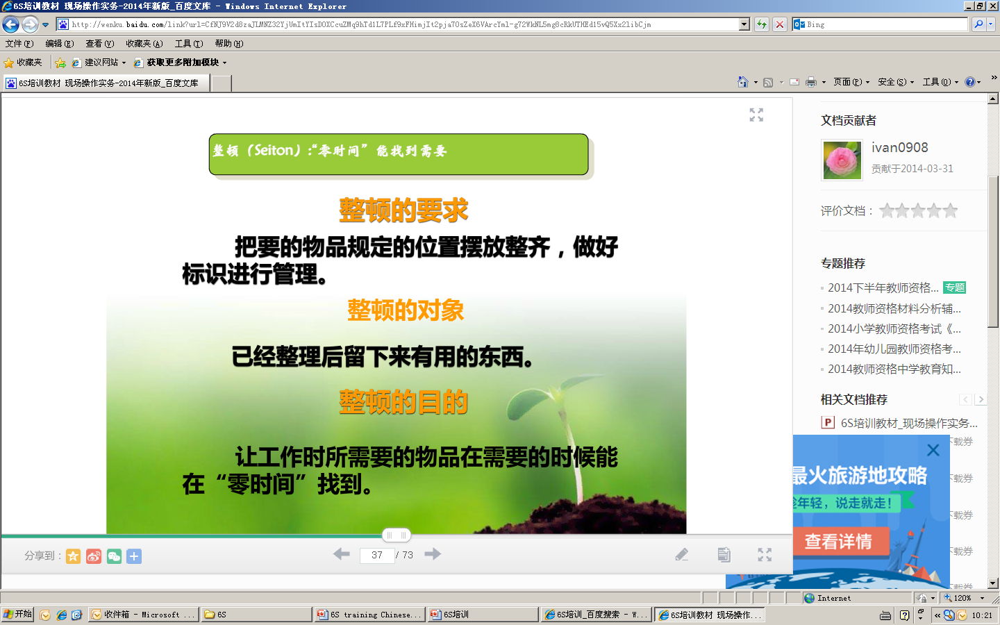 6S培训教材 现场操作实务-2014年新版_百度文库 - Windows Internet Explorer
Bing
文件(F) 编辑(E) 查看(V) 收藏夹(A) 工具(T) 帮助(H)
收藏夹 建议网站 获取更多附加模块
6S培训教材 现场操作实务-2014年新版_百度文库
页面(P) 安全(S) 工具(O)
整顿（Seiton）:“零时间”能找到需要
整顿的要求
把要的物品规定的位置摆放整齐，做好
标识进行管理。
整顿的对象
已经整理后留下来有用的东西。
整顿的目的
让工作时所需要的物品在需要的时候能
在“零时间”找到。
分享到：
37 / 73
文档贡献者
ivan0908
贡献于2014-03-31
评价文档：
专题推荐
2014下半年教师资格... 专题
2014教师资格材料分析辅...
2014小学教师资格考试《...
2014年幼儿园教师资格考...
2014教师资格中学教育知...
相关文档推荐
6S培训教材_现场操作实务...
下载券
下载券
下载券
下载券
最火旅游地攻略
趁年轻，说走就走！
查看详情
Internet 120%
开始
收件箱 - Microsoft ...
6S
6S training Chinese...
6S培训
6S培训_百度搜索 - W...
6S培训教材 现场操作...
10:21